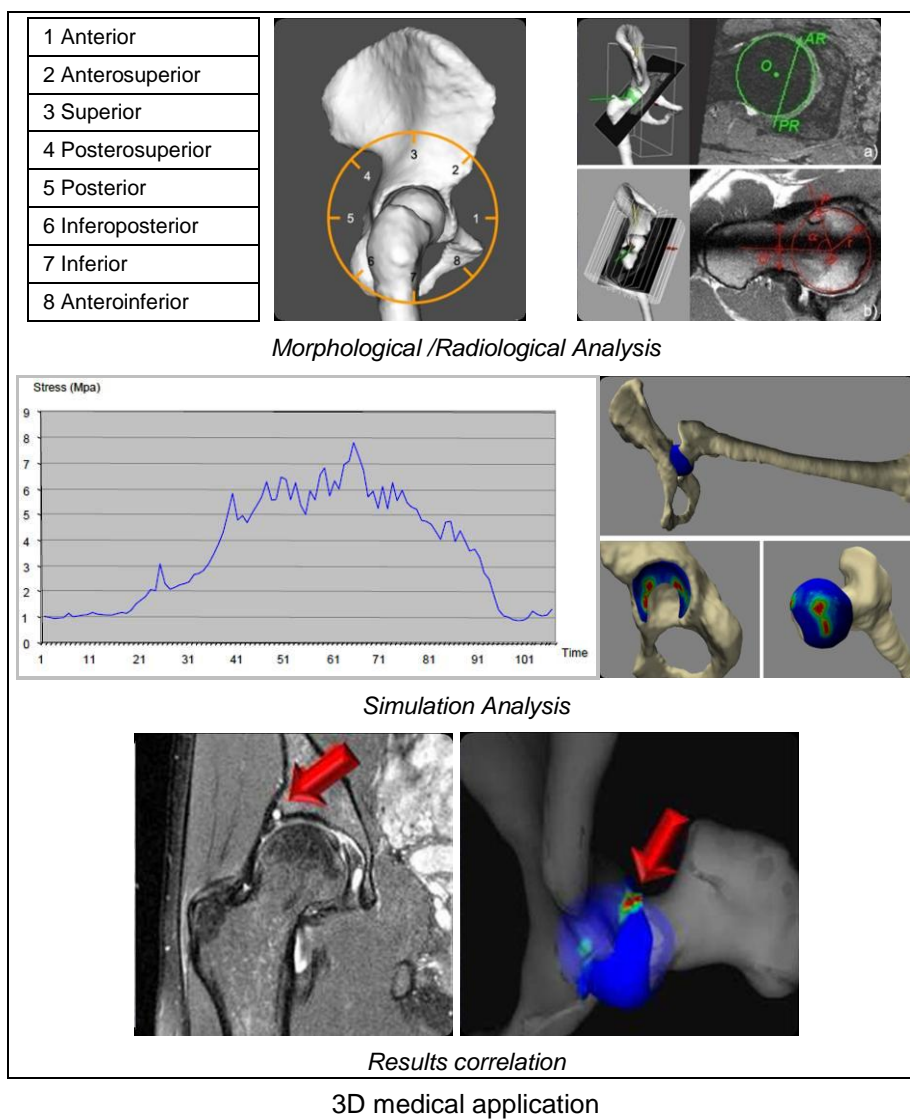 1 Anterior
2 Anterosuperior
3 Superior
4 Posterosuperior
5 Posterior
6 Inferoposterior
7 Inferior
8 Anteroinferior
3
4
2
5
1
6
7
8
AR
O
PR
a)
α
r
b)
Morphological /Radiological Analysis
Stress (Mpa)
9
8
7
6
5
4
3
2
1
0
1 11 21 31 41 51 61 71 81 91 101
Time
Simulation Analysis
Results correlation
3D medical application